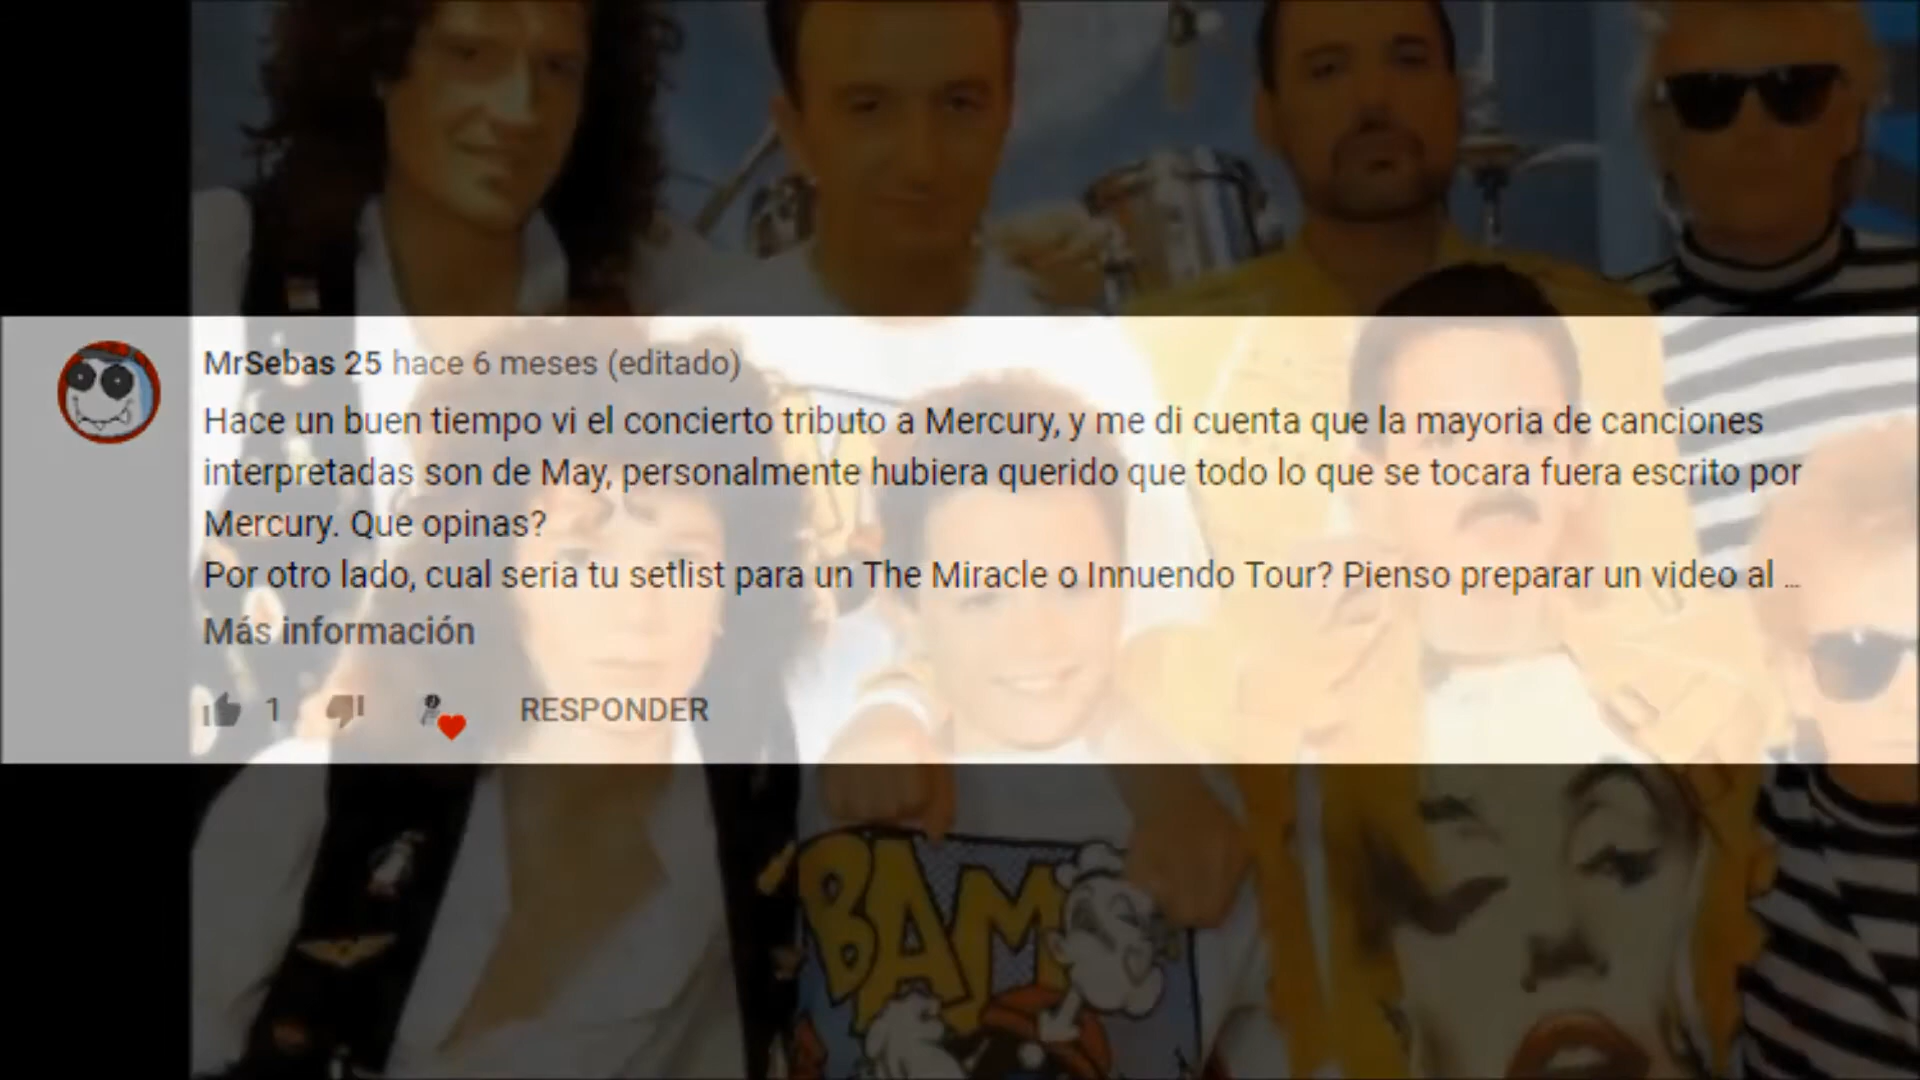 MrSebas 25 hace 6 meses (editado)
Hace un buen tiempo vi el concierto tributo a Mercury, y me di cuenta que la mayoria de canciones
interpretadas son de May, personalmente hubiera querido que todo lo que se tocara fuera escrito por
Mercury. Que opinas?
Por otro lado, cual seria tu setlist para un The Miracle o Innuendo Tour? Pienso preparar un video al ...
Más información
1 RESPONDER
BAM